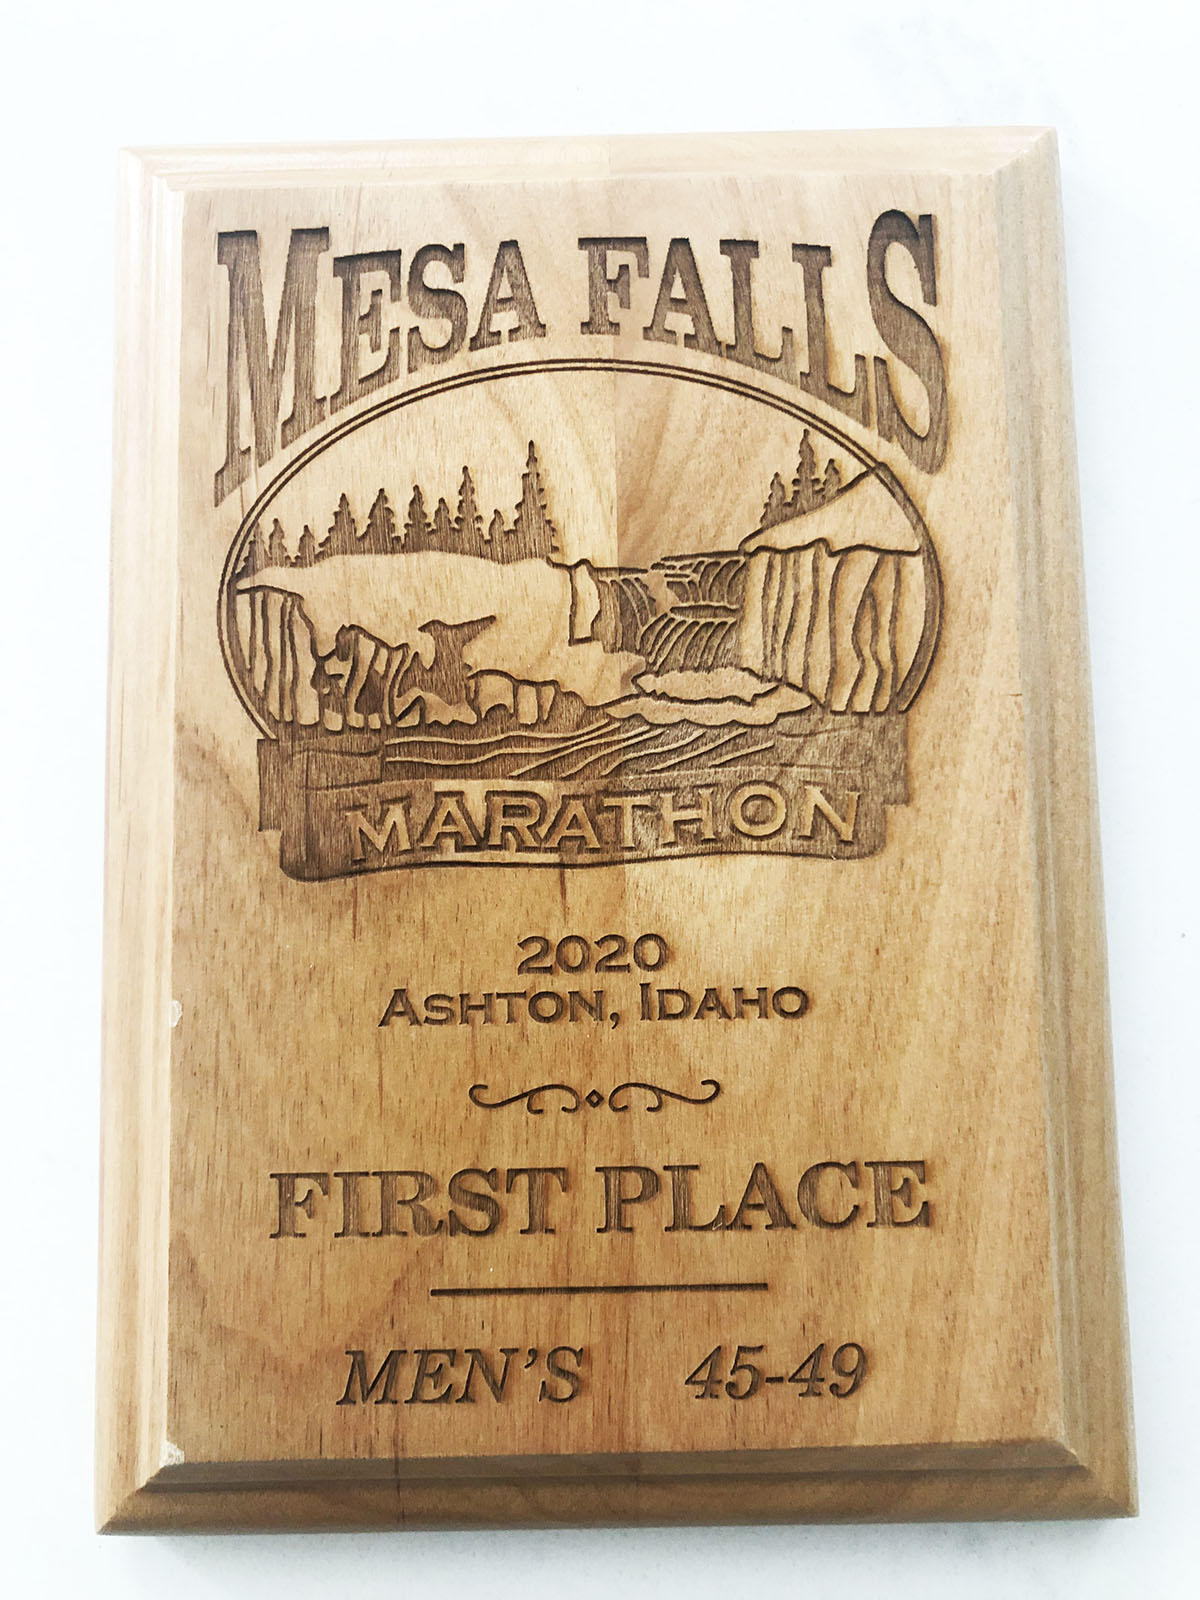 MESA FALLS
MARATHON
2020
ASHTON, IDAHO
FIRST PLACE
MEN'S 45-49